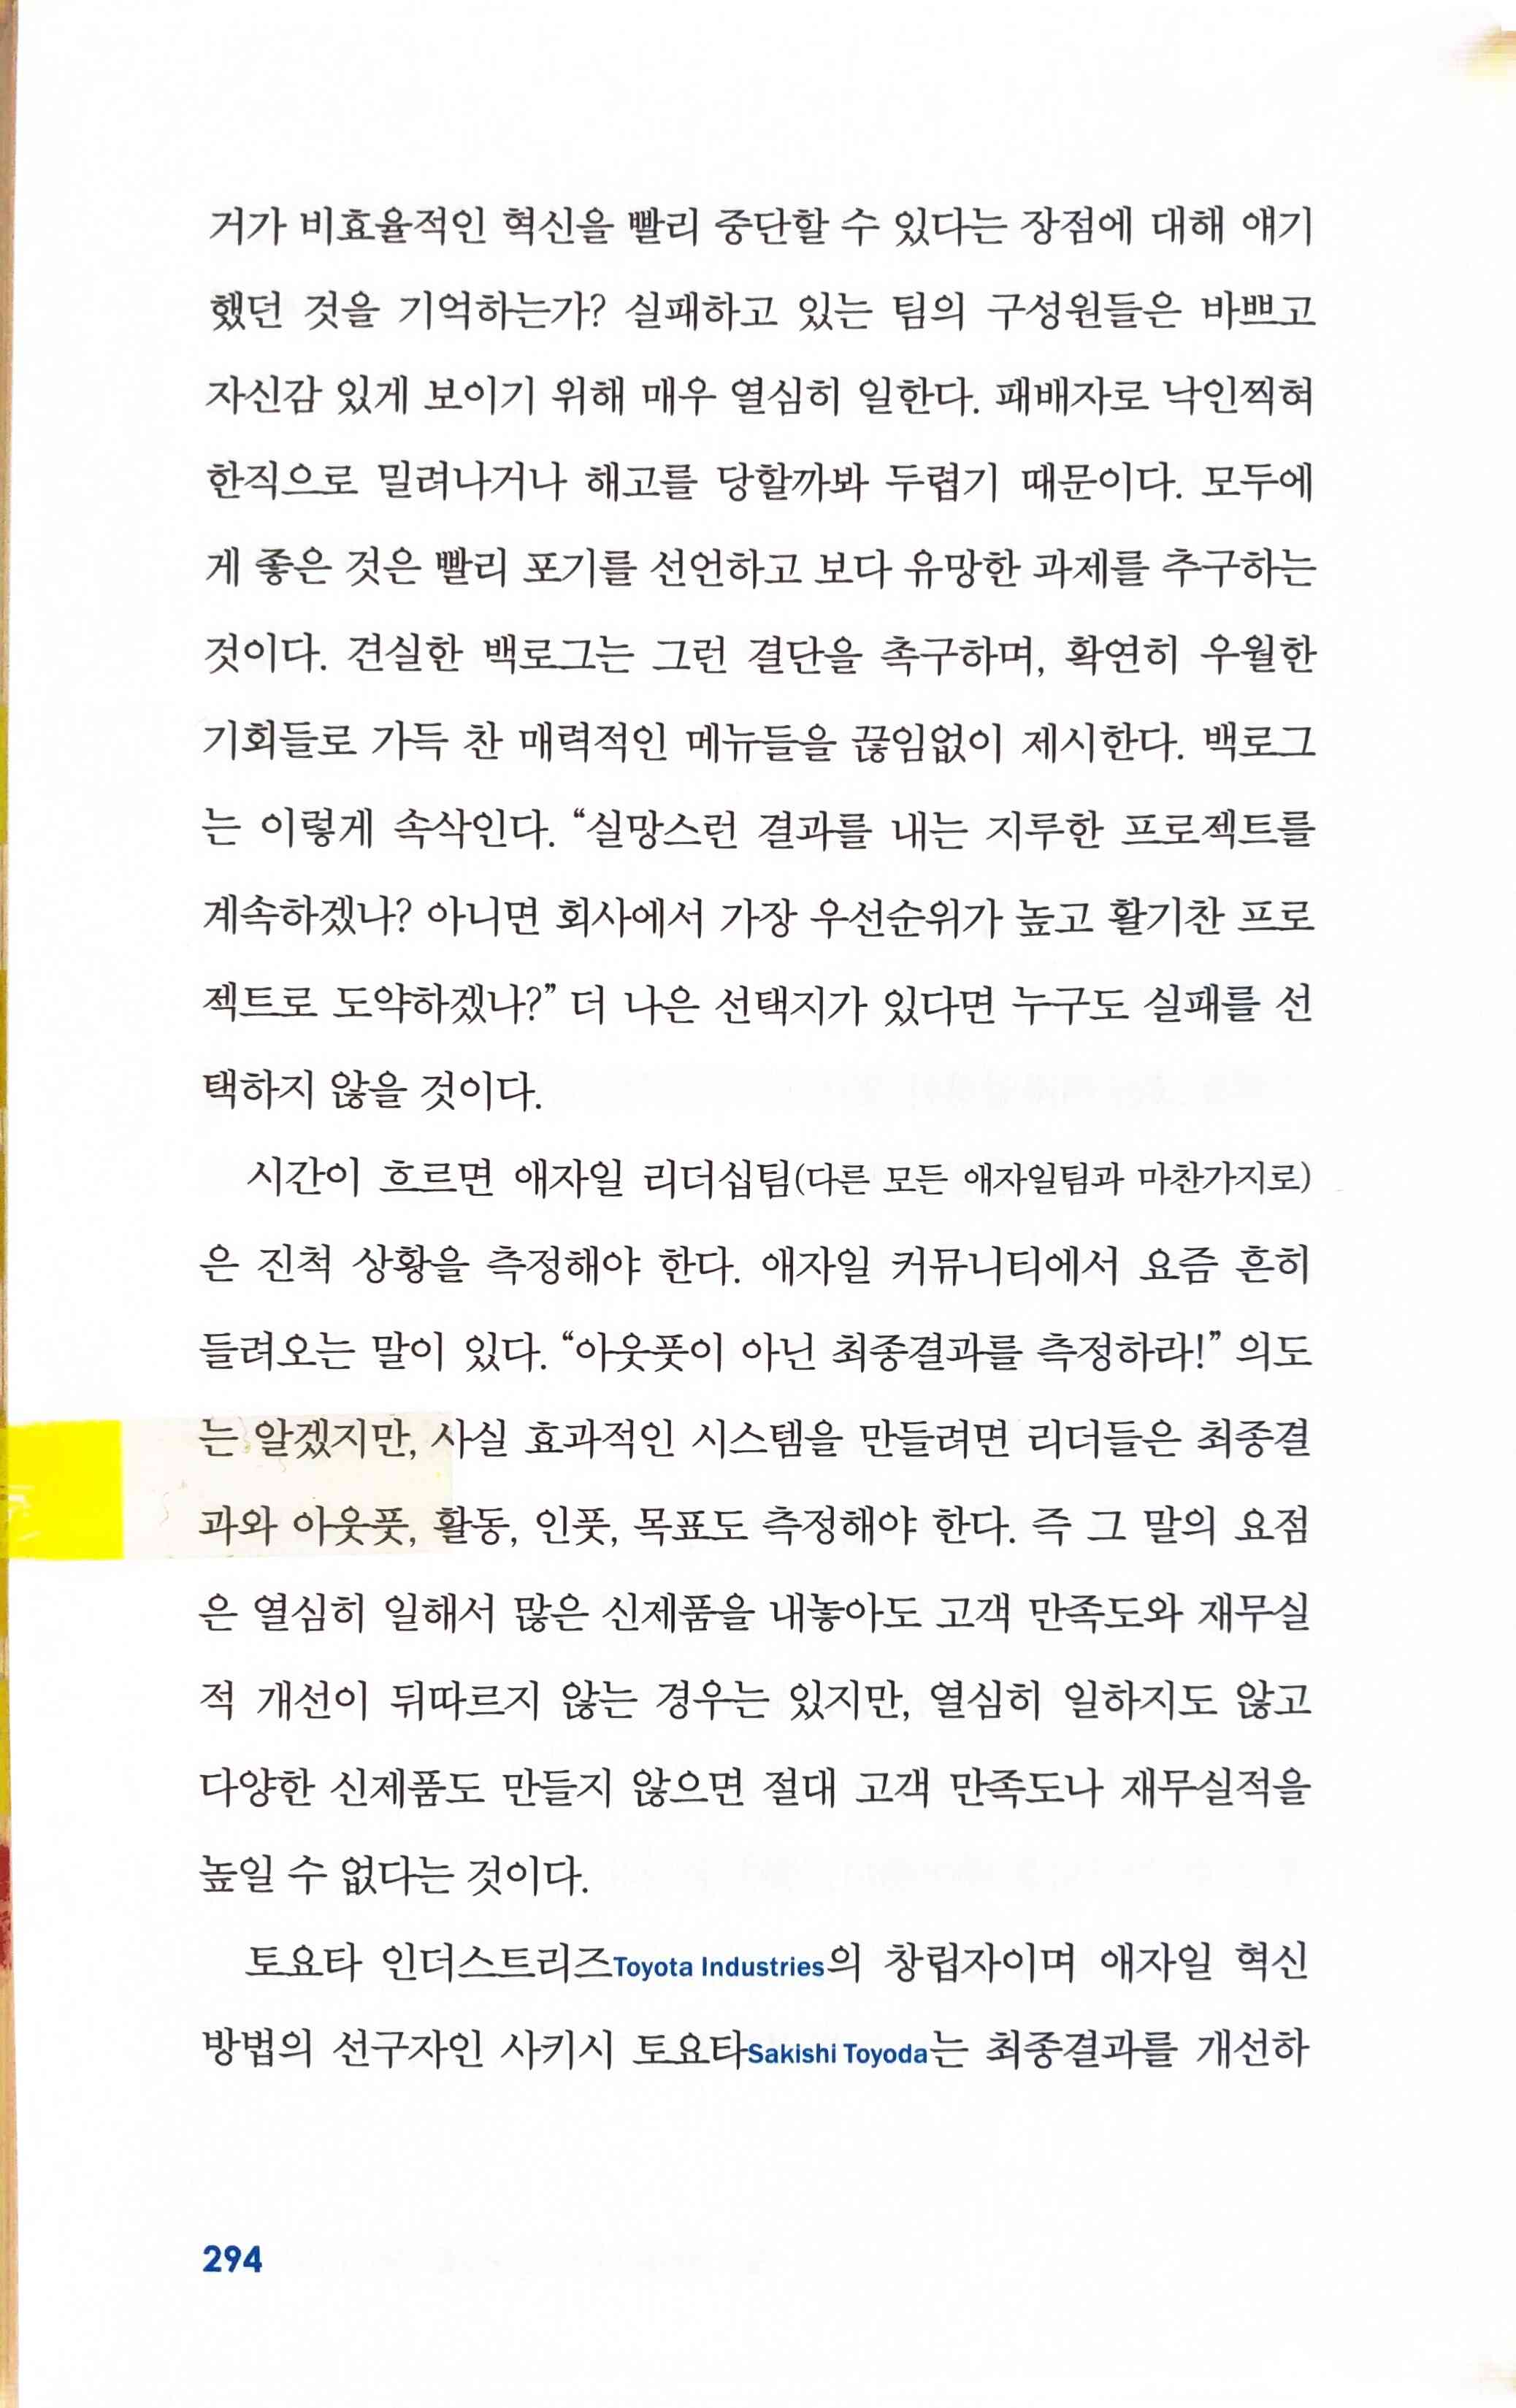 거가 비효율적인 혁신을 빨리 중단할 수 있다는 장점에 대해 얘기
했던 것을 기억하는가? 실패하고 있는 팀의 구성원들은 바쁘고
자신감 있게 보이기 위해 매우 열심히 일한다. 패배자로 낙인찍혀
한직으로 밀려나거나 해고를 당할까봐 두렵기 때문이다. 모두에
게 좋은 것은 빨리 포기를 선언하고 보다 유망한 과제를 추구하는
것이다. 견실한 백로그는 그런 결단을 촉구하며, 확연히 우월한
기회들로 가득 찬 매력적인 메뉴들을 끊임없이 제시한다. 백로그
는 이렇게 속삭인다. “실망스런 결과를 내는 지루한 프로젝트를
계속하겠나? 아니면 회사에서 가장 우선순위가 높고 활기찬 프로
젝트로 도약하겠나?” 더 나은 선택지가 있다면 누구도 실패를 선
택하지 않을 것이다.
시간이 흐르면 애자일 리더십팀(다른 모든 애자일팀과 마찬가지로)
은 진척 상황을 측정해야 한다. 애자일 커뮤니티에서 요즘 흔히
들려오는 말이 있다. “아웃풋이 아닌 최종결과를 측정하라!” 의도
는 알겠지만, 사실 효과적인 시스템을 만들려면 리더들은 최종결
과와 아웃풋, 활동, 인풋, 목표도 측정해야 한다. 즉 그 말의 요점
은 열심히 일해서 많은 신제품을 내놓아도 고객 만족도와 재무실
적 개선이 뒤따르지 않는 경우는 있지만, 열심히 일하지도 않고
다양한 신제품도 만들지 않으면 절대 고객 만족도나 재무실적을
높일 수 없다는 것이다.
토요타 인더스트리즈Toyota Industries의 창립자이며 애자일 혁신
방법의 선구자인 사키시 토요타Sakishi Toyoda는 최종결과를 개선하
294